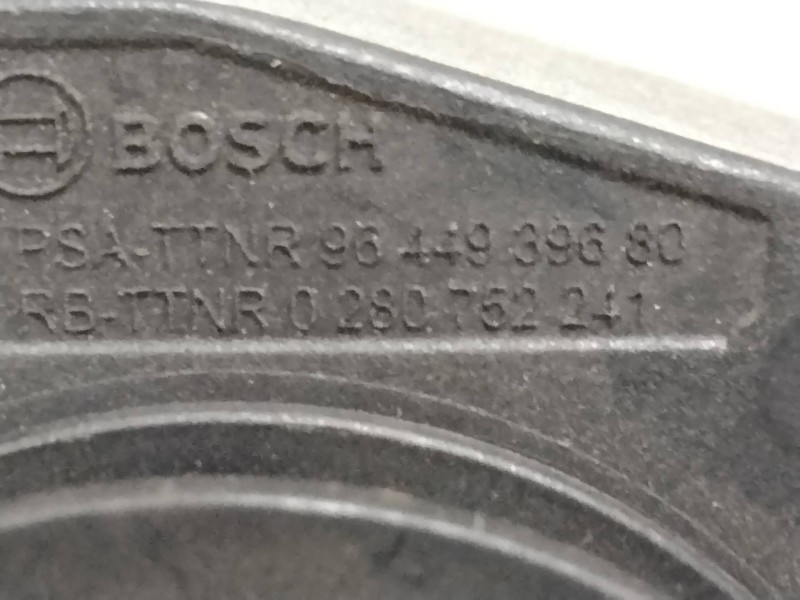 BOSCH
PSA-TTNR 96 449 396 80
RB-TTNR 0 280 752 241